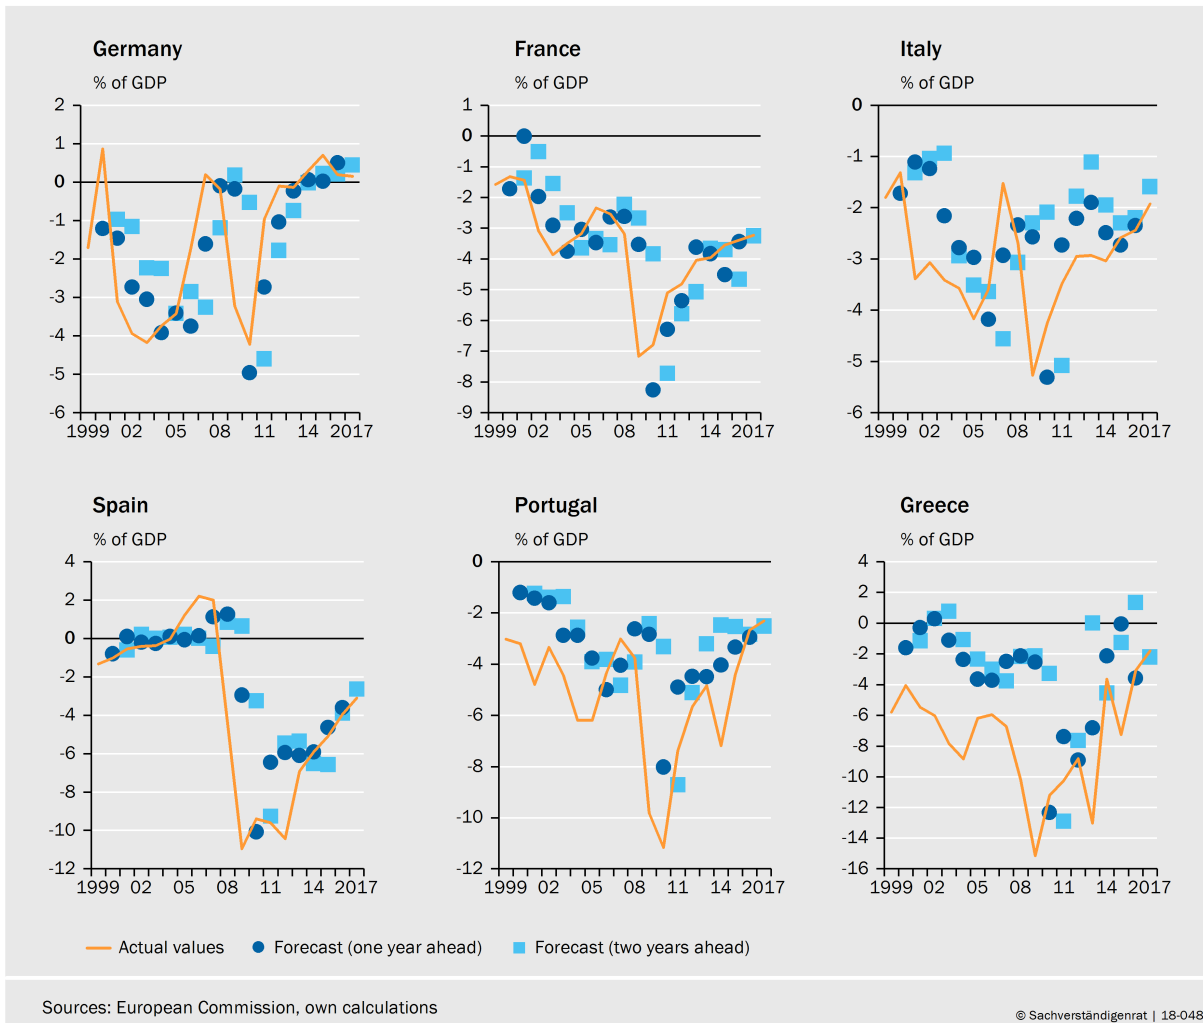 Germany
% of GDP
2
1
0
-1
-2
-3
-4
-5
-6
1999 02 05 08 11 14 2017
France
% of GDP
1
0
-1
-2
-3
-4
-5
-6
-7
-8
-9
1999 02 05 08 11 14 2017
Italy
% of GDP
0
-1
-2
-3
-4
-5
-6
1999 02 05 08 11 14 2017
Spain
% of GDP
4
2
0
-2
-4
-6
-8
-10
-12
1999 02 05 08 11 14 2017
Portugal
% of GDP
0
-2
-4
-6
-8
-10
-12
1999 02 05 08 11 14 2017
Greece
% of GDP
4
2
0
-2
-4
-6
-8
-10
-12
-14
-16
1999 02 05 08 11 14 2017
Actual values Forecast (one year ahead) Forecast (two years ahead)
Sources: European Commission, own calculations
© Sachverständigenrat | 18-048